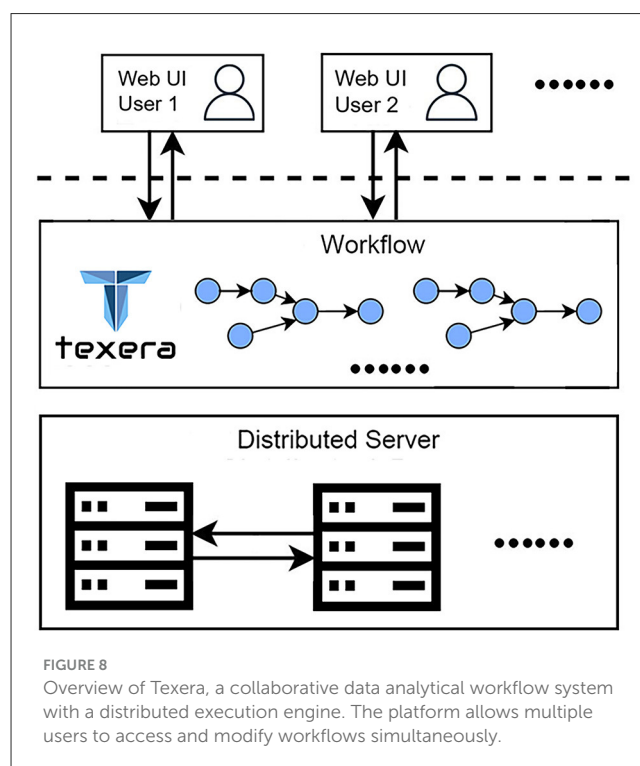 Web UI
User 1
Web UI
User 2
Workflow
texera
Distributed Server
FIGURE 8
Overview of Texera, a collaborative data analytical workflow system
with a distributed execution engine. The platform allows multiple
users to access and modify workflows simultaneously.